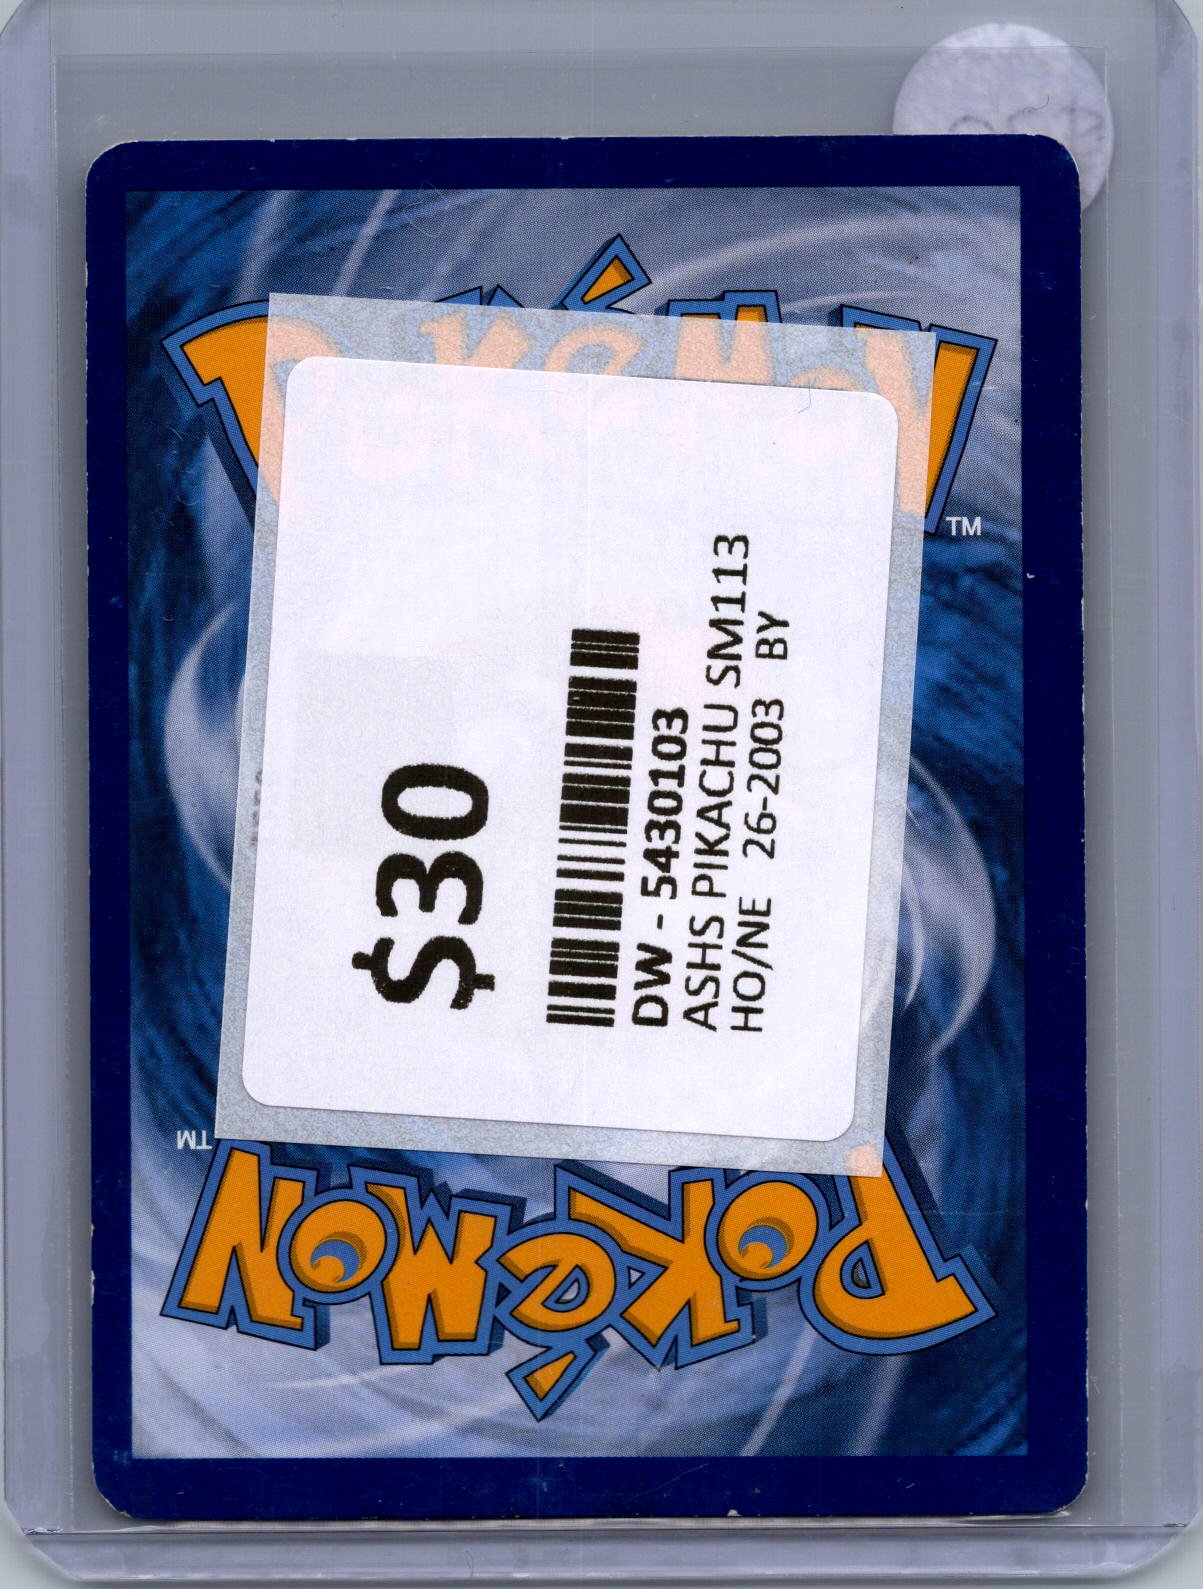 POKéMON
TM
$30
DW - 5430103
ASHS PIKACHU SM113
HO/NE 26-2003 BY
TM
POKéMON